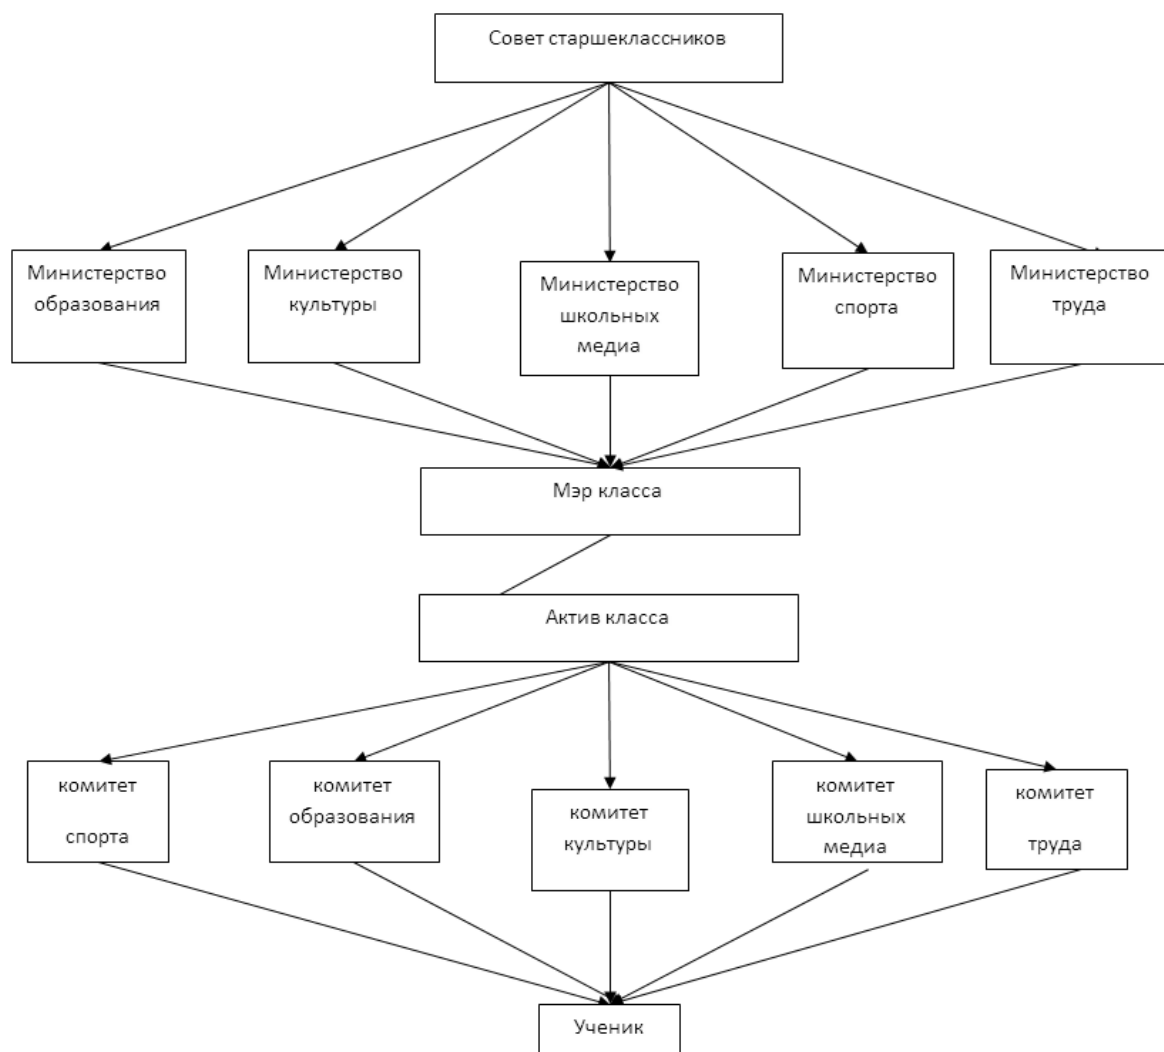 Совет старшеклассников
Министерство
образования
Министерство
культуры
Министерство
школьных
медиа
Министерство
спорта
Министерство
труда
Мэр класса
Актив класса
комитет
спорта
комитет
образования
комитет
культуры
комитет
школьных
медиа
комитет
труда
Ученик